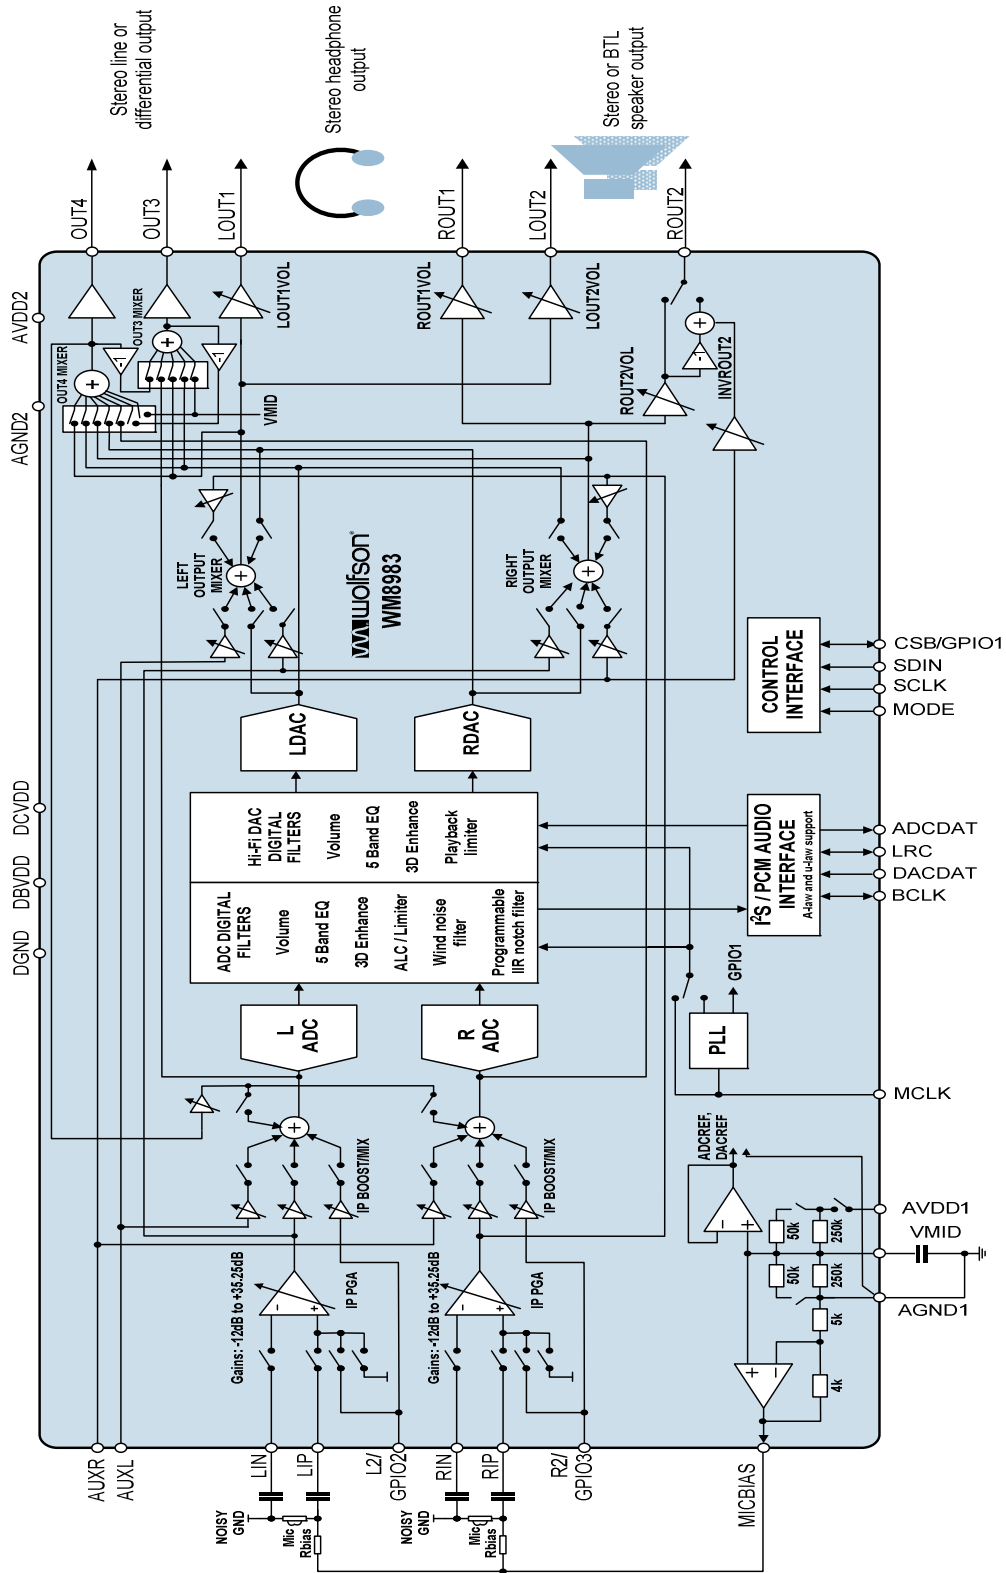 Stereo line or
differential output
Stereo headphone
output
Stereo or BTL
speaker output
OUT4
OUT3
LOUT1
ROUT1
LOUT2
ROUT2
AVDD2
AGND2
DCVDD
DBVDD
DGND
OUT4 MIXER
OUT3 MIXER
-1
-1
LOUT1VOL
ROUT1VOL
LOUT2VOL
ROUT2VOL
-1
INVROUT2
VMID
+
+
+
LEFT
OUTPUT
MIXER
+
wolfson®
WM8983
RIGHT
OUTPUT
MIXER
+
LDAC
RDAC
CONTROL
INTERFACE
CSB/GPIO1
SDIN
SCLK
MODE
Hi-Fi DAC
DIGITAL
FILTERS
Volume
5 Band EQ
3D Enhance
Playback
limiter
ADC DIGITAL
FILTERS
Volume
5 Band EQ
3D Enhance
ALC / Limiter
Wind noise
filter
Programmable
IIR notch filter
I²S / PCM AUDIO
INTERFACE
A-law and u-law support
ADCDAT
LRC
DACDAT
BCLK
L
ADC
R
ADC
PLL
GPIO1
MCLK
+
+
IP BOOST/MIX
IP BOOST/MIX
ADCREF,
DACREF
- +
50k
250k
50k
250k
5k
4k
+ -
AVDD1
VMID
AGND1
Gains: -12dB to +35.25dB
- +
IP PGA
Gains: -12dB to +35.25dB
- +
IP PGA
AUXR
AUXL
LIN
LIP
L2/
GPIO2
RIN
RIP
R2/
GPIO3
MICBIAS
NOISY
GND
Mic
Rbias
NOISY
GND
Mic
Rbias